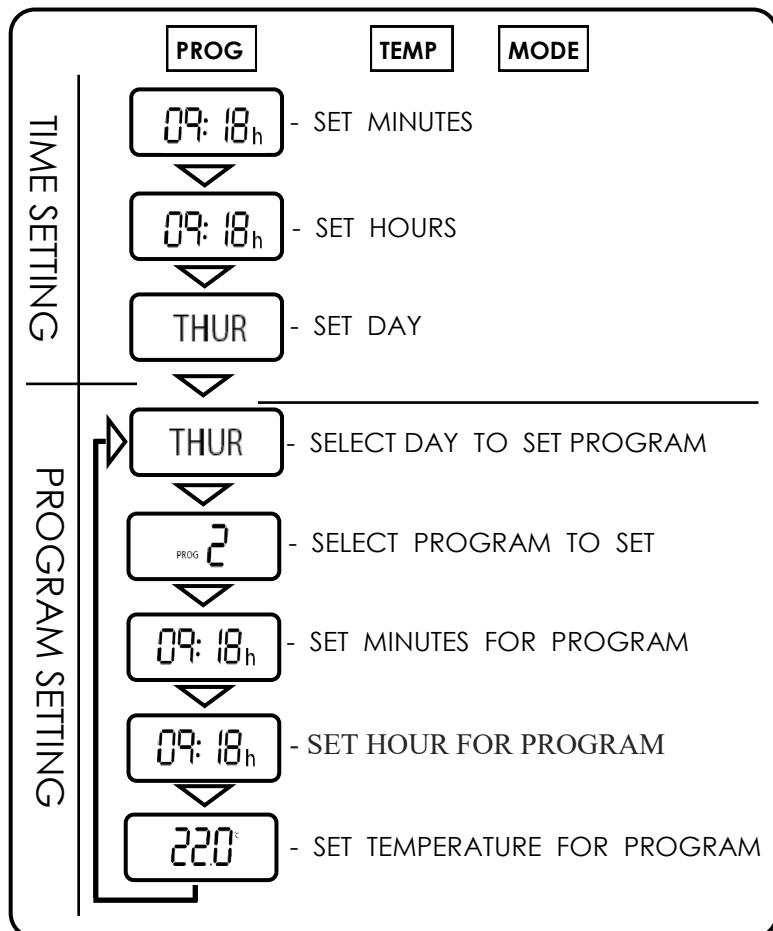 PROG TEMP MODE
TIME SETTING
09:18h - SET MINUTES
09:18h - SET HOURS
THUR - SET DAY
PROGRAM SETTING
THUR - SELECT DAY TO SET PROGRAM
PROG 2 - SELECT PROGRAM TO SET
09:18h - SET MINUTES FOR PROGRAM
09:18h - SET HOUR FOR PROGRAM
22.0°C - SET TEMPERATURE FOR PROGRAM